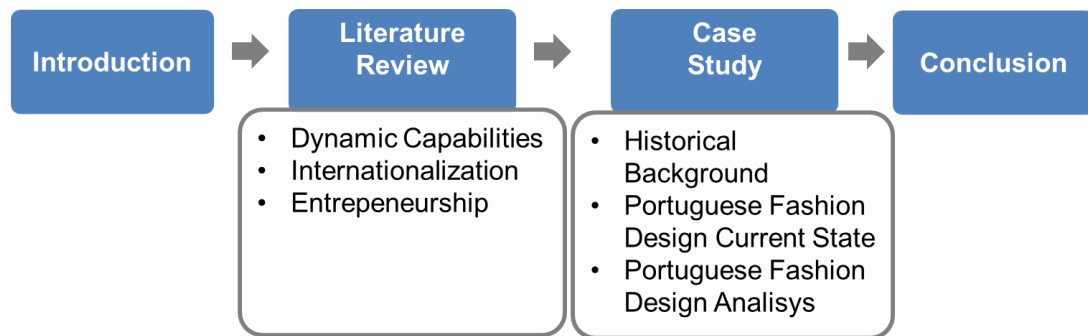 Introduction
Literature
Review
• Dynamic Capabilities
• Internationalization
• Entrepeneurship
Case
Study
• Historical
Background
• Portuguese Fashion
Design Current State
• Portuguese Fashion
Design Analisys
Conclusion